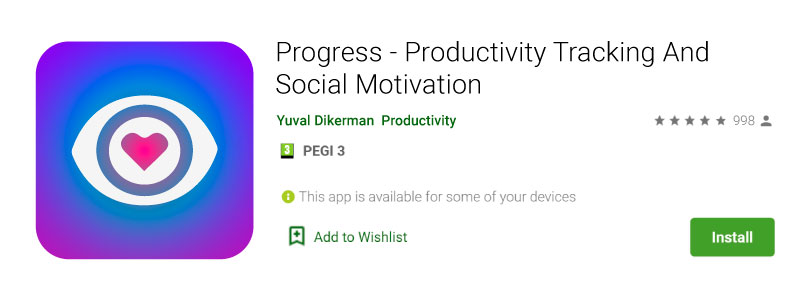 Progress - Productivity Tracking And
Social Motivation
Yuval Dikerman Productivity
998
3 PEGI 3
This app is available for some of your devices
Add to Wishlist
Install